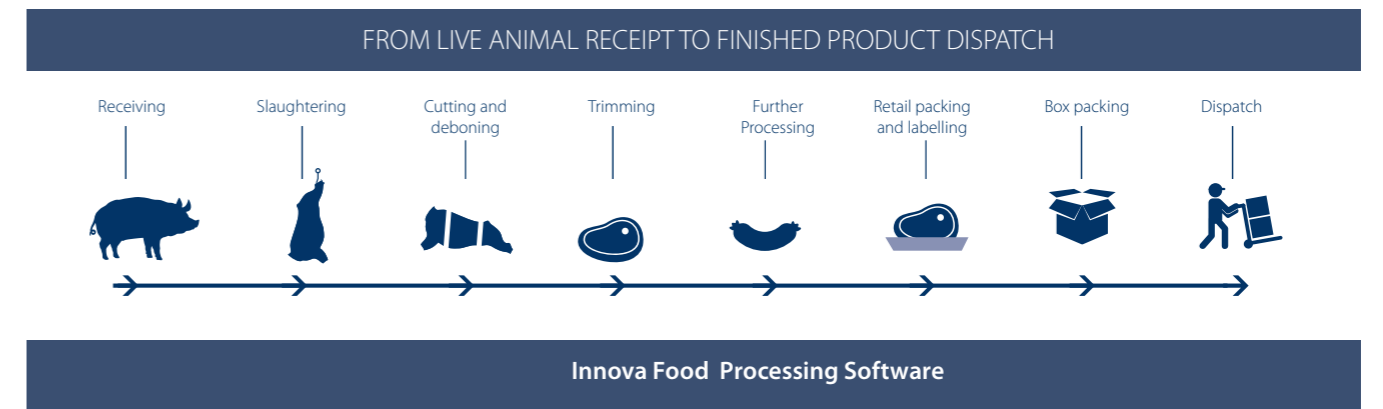 FROM LIVE ANIMAL RECEIPT TO FINISHED PRODUCT DISPATCH
Receiving
Slaughtering
Cutting and
deboning
Trimming
Further
Processing
Retail packing
and labelling
Box packing
Dispatch
Innova Food Processing Software